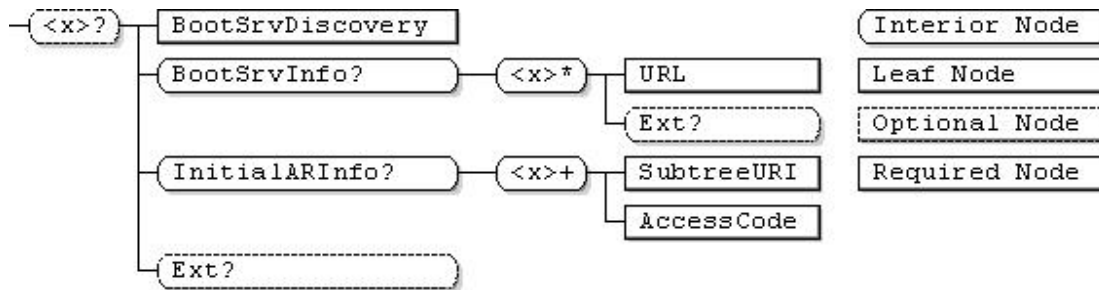 <x>? BootSrvDiscovery Interior Node
BootSrvInfo? <x>* URL Leaf Node
Ext? Optional Node
InitialARInfo? <x>+ SubtreeURI Required Node
AccessCode
Ext?